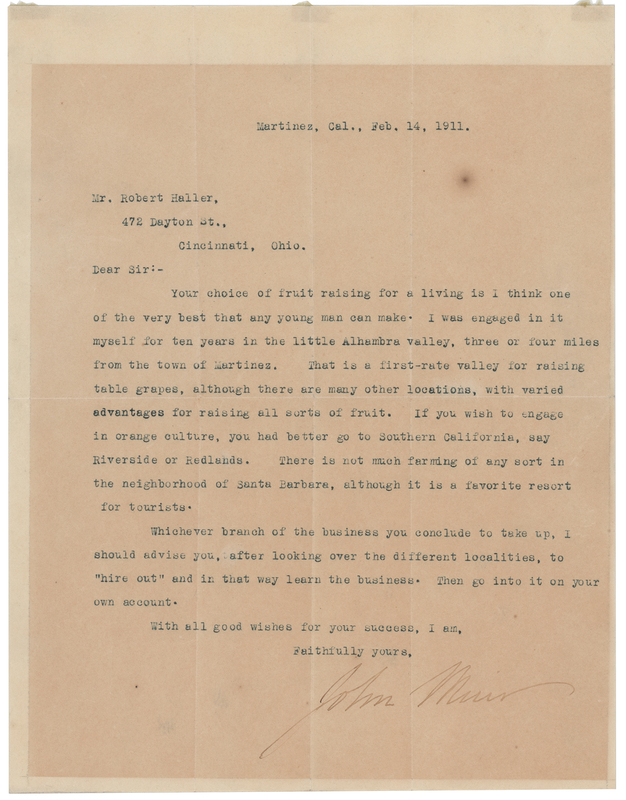 Martinez, Cal., Feb. 14, 1911.
Mr. Robert Haller,
472 Dayton St.,
Cincinnati, Ohio.
Dear Sir:-
Your choice of fruit raising for a living is I think one
of the very best that any young man can make. I was engaged in it
myself for ten years in the little Alhambra valley, three or four miles
from the town of Martinez. That is a first-rate valley for raising
table grapes, although there are many other locations, with varied
advantages for raising all sorts of fruit. If you wish to engage
in orange culture, you had better go to Southern California, say
Riverside or Redlands. There is not much farming of any sort in
the neighborhood of Santa Barbara, although it is a favorite resort
for tourists.
Whichever branch of the business you conclude to take up, I
should advise you, after looking over the different localities, to
"hire out" and in that way learn the business. Then go into it on your
own account.
With all good wishes for your success, I am,
Faithfully yours,
John Muir